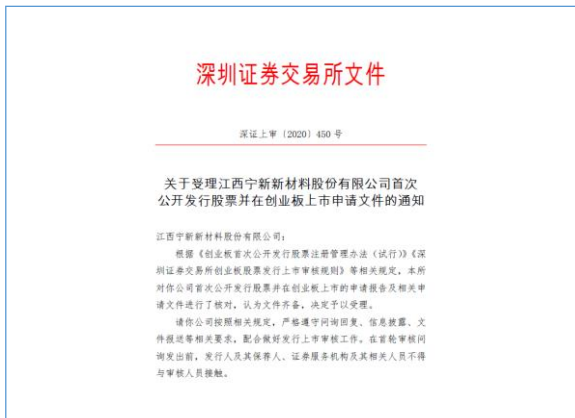 深圳证券交易所文件
深证上审〔2020〕450 号
关于受理江西宁新新材料股份有限公司首次
公开发行股票并在创业板上市申请文件的通知
江西宁新新材料股份有限公司：
根据《创业板首次公开发行股票注册管理办法（试行）》《深
圳证券交易所创业板股票发行上市审核规则》等相关规定，本所
对你公司首次公开发行股票并在创业板上市的申请报告及相关申
请文件进行了核对，认为文件齐备，决定予以受理。
请你公司按照相关规定，严格遵守问询回复、信息披露、文
件报送等相关要求，配合做好发行上市审核工作。在首轮审核问
询发出前，发行人及其保荐人、证券服务机构及其相关人员不得
与审核人员接触。